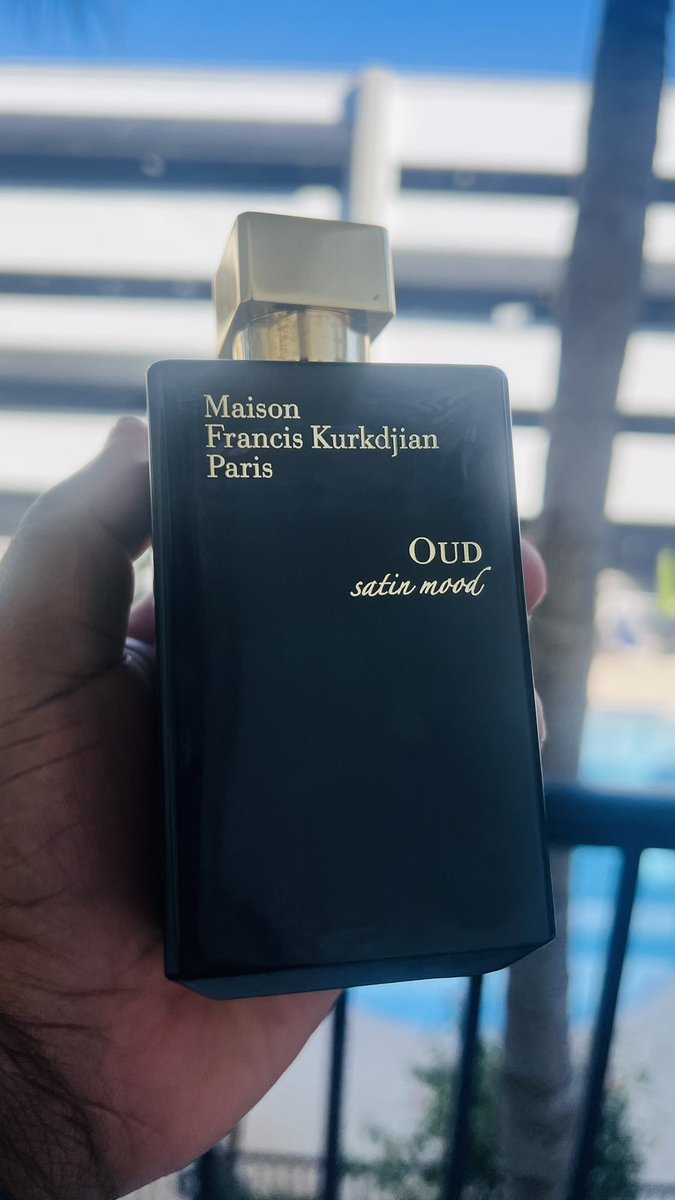 Maison
Francis Kurkdjian
Paris
OUD
satin mood